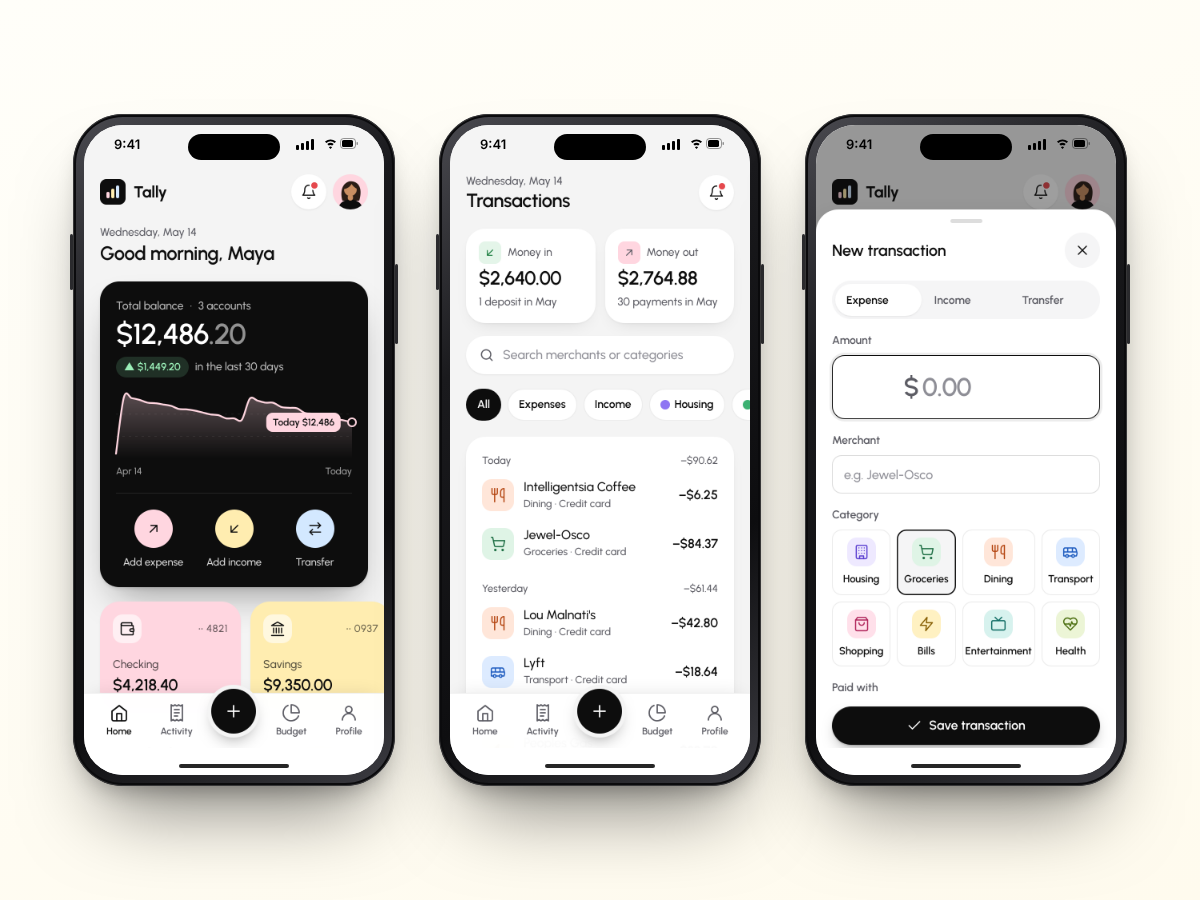 9:41
Tally
Wednesday, May 14
Good morning, Maya
Total balance · 3 accounts
$12,486.20
▲ $1,449.20 in the last 30 days
Today $12,486
Apr 14 Today
Add expense Add income Transfer
·· 4821 ·· 0937
Checking Savings
$4,218.40 $9,350.00
Home Activity + Budget Profile
9:41
Wednesday, May 14
Transactions
Money in Money out
$2,640.00 $2,764.88
1 deposit in May 30 payments in May
Search merchants or categories
All Expenses Income Housing
Today −$90.62
Intelligentsia Coffee −$6.25
Dining · Credit card
Jewel-Osco −$84.37
Groceries · Credit card
Yesterday −$61.44
Lou Malnati's −$42.80
Dining · Credit card
Lyft −$18.64
Transport · Credit card
Home Activity + Budget Profile
9:41
Tally
New transaction
Expense Income Transfer
Amount
$ 0.00
Merchant
e.g. Jewel-Osco
Category
Housing Groceries Dining Transport
Shopping Bills Entertainment Health
Paid with
Save transaction